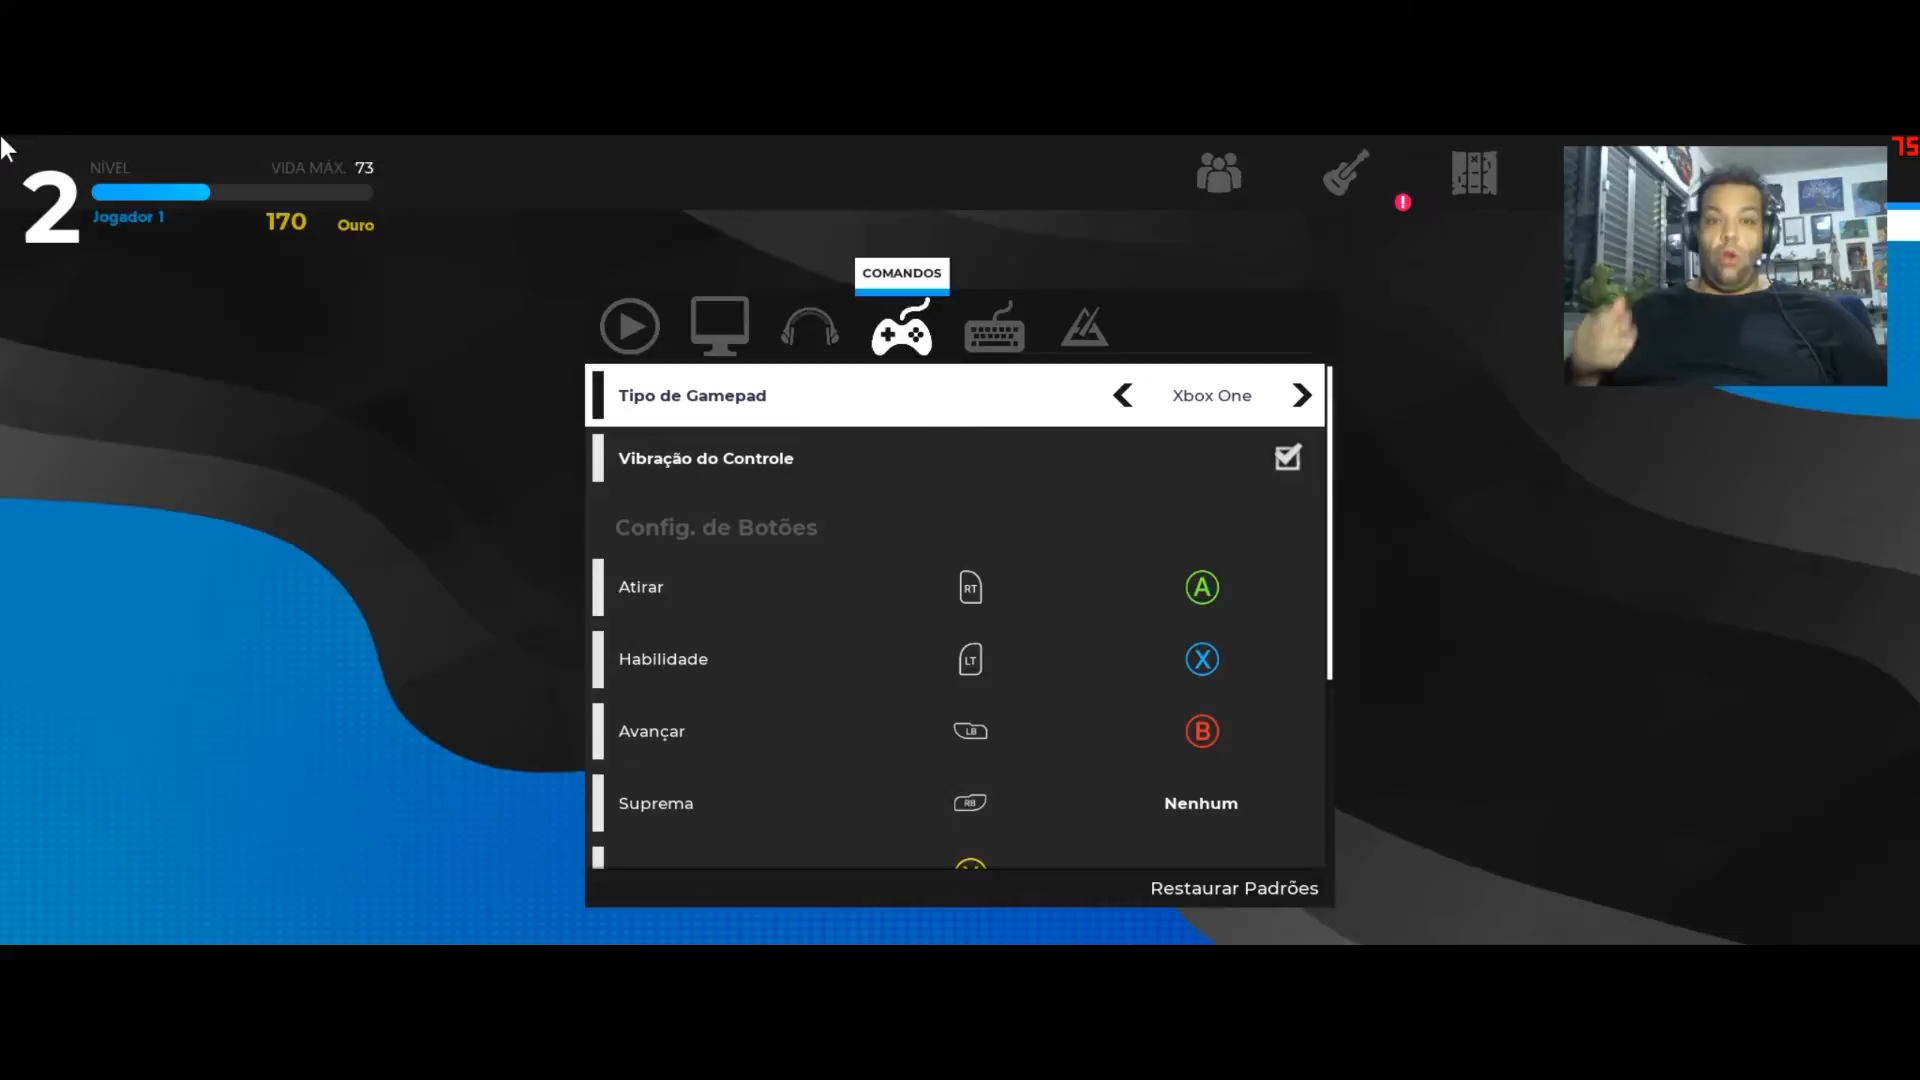 2
NÍVEL
VIDA MÁX. 73
Jogador 1
170 Ouro
!
75
COMANDOS
Tipo de Gamepad
Xbox One
Vibração do Controle
Config. de Botões
Atirar RT A
Habilidade LT X
Avançar LB B
Suprema RB Nenhum
Restaurar Padrões